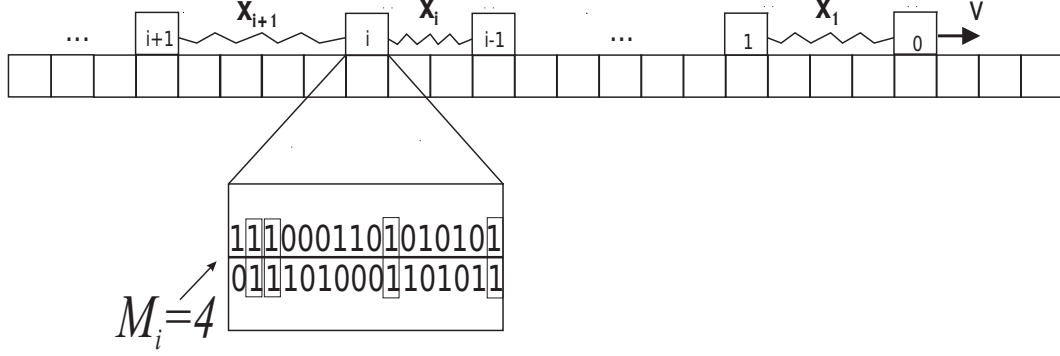 x_{i+1} x_i x_1 v
... i+1 i i-1 ... 1 0
1110001101010101
0111010001101011
M_i=4